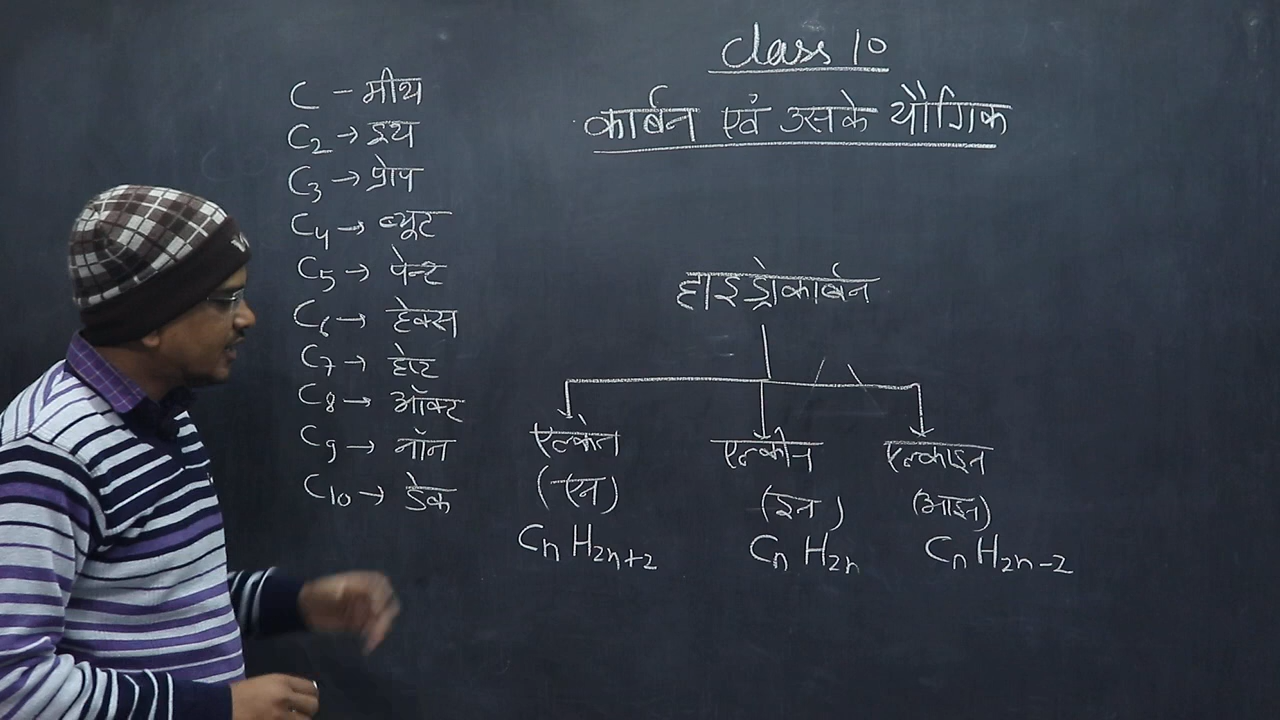 Class 10
कार्बन एवं उसके यौगिक
C - मीथ
C₂ → इथ
C₃ → प्रोप
C₄ → ब्यूट
C₅ → पेन्ट
C₆ → हेक्स
C₇ → हेप्ट
C₈ → ऑक्ट
C₉ → नॉन
C₁₀ → डेक
हाइड्रोकार्बन
एल्केन एल्कीन एल्काइन
(-एन) (इन) (आइन)
CₙH₂ₙ₊₂ CₙH₂ₙ CₙH₂ₙ₋₂